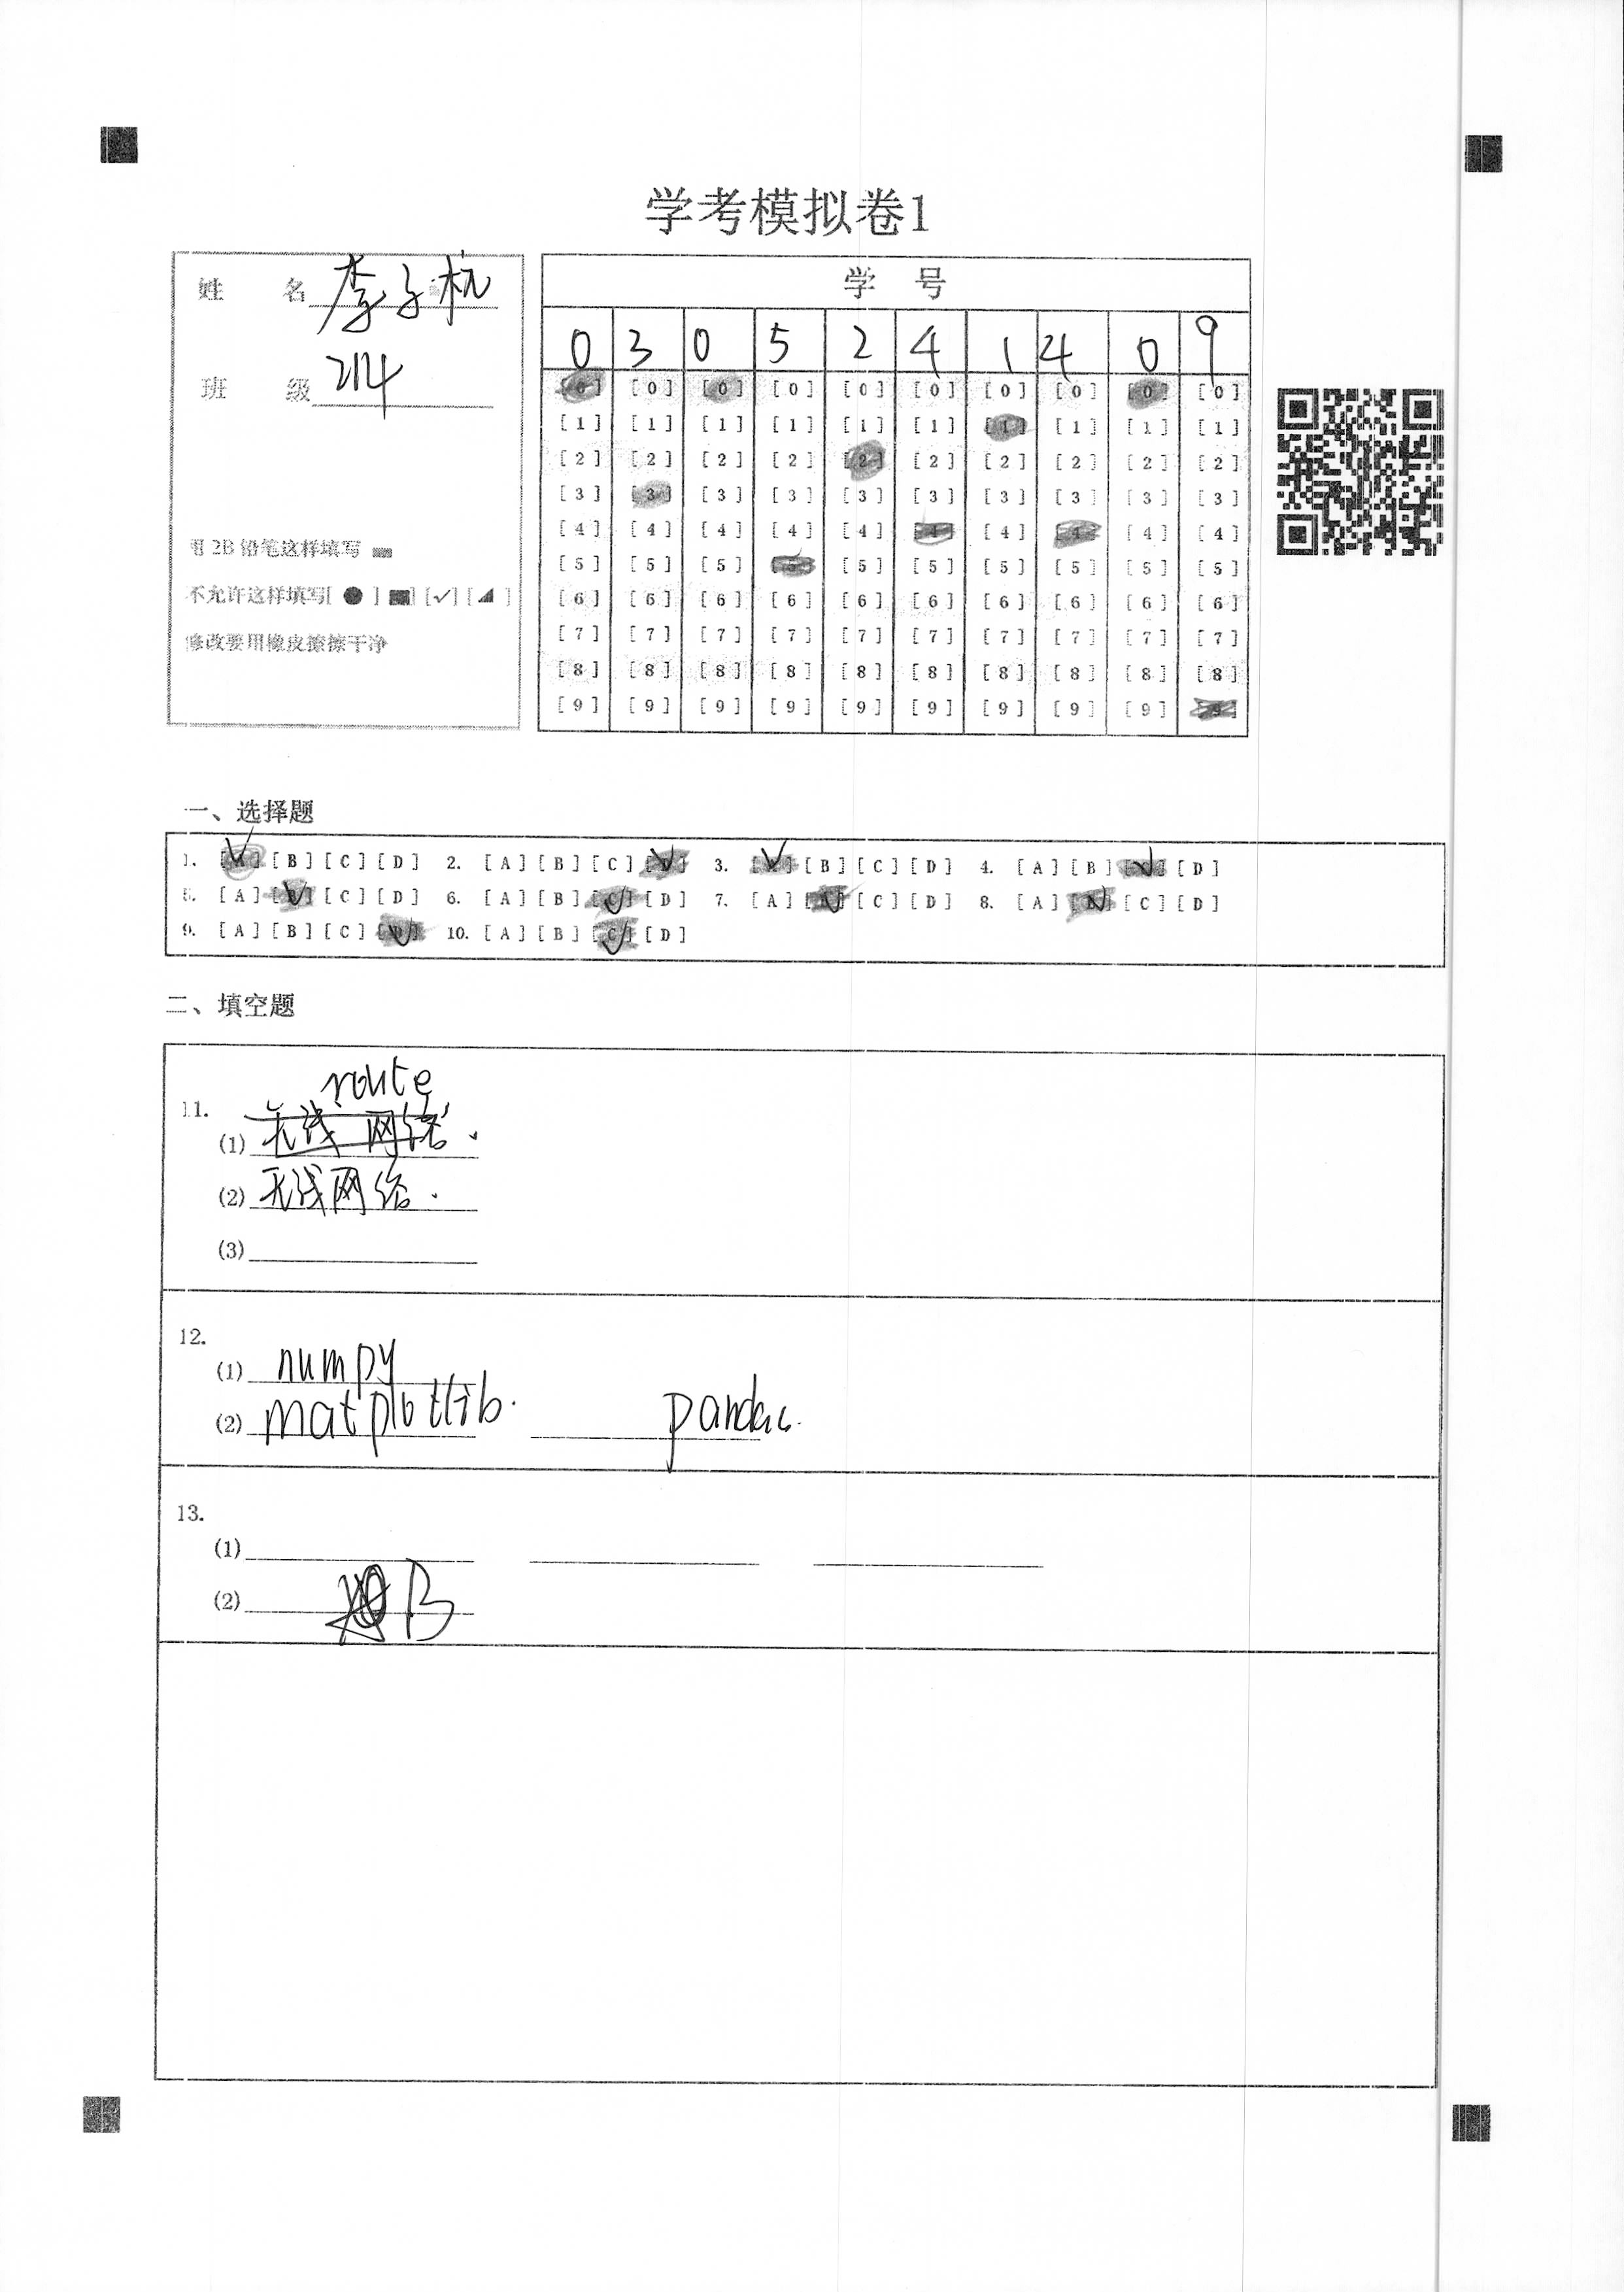 学考模拟卷1
姓 名 李子杭
班 级 214
用 2B 铅笔这样填写
不允许这样填写[ ● ] [✓] [ ]
修改要用橡皮擦擦干净
学 号
0 3 0 5 2 4 1 4 0 9
[0] [0] [0] [0] [0] [0] [0] [0] [0] [0]
[1] [1] [1] [1] [1] [1] [1] [1] [1] [1]
[2] [2] [2] [2] [2] [2] [2] [2] [2] [2]
[3] [3] [3] [3] [3] [3] [3] [3] [3] [3]
[4] [4] [4] [4] [4] [4] [4] [4] [4] [4]
[5] [5] [5] [5] [5] [5] [5] [5] [5] [5]
[6] [6] [6] [6] [6] [6] [6] [6] [6] [6]
[7] [7] [7] [7] [7] [7] [7] [7] [7] [7]
[8] [8] [8] [8] [8] [8] [8] [8] [8] [8]
[9] [9] [9] [9] [9] [9] [9] [9] [9] [9]
一、选择题
1. [A] [B] [C] [D] 2. [A] [B] [C] [D] 3. [A] [B] [C] [D] 4. [A] [B] [C] [D]
5. [A] [B] [C] [D] 6. [A] [B] [C] [D] 7. [A] [B] [C] [D] 8. [A] [B] [C] [D]
9. [A] [B] [C] [D] 10. [A] [B] [C] [D]
二、填空题
11.
route
(1) 无线网络.
(2) 无线网络.
(3)
12.
(1) numpy
(2) matplotlib. pandas.
13.
(1)
(2) B